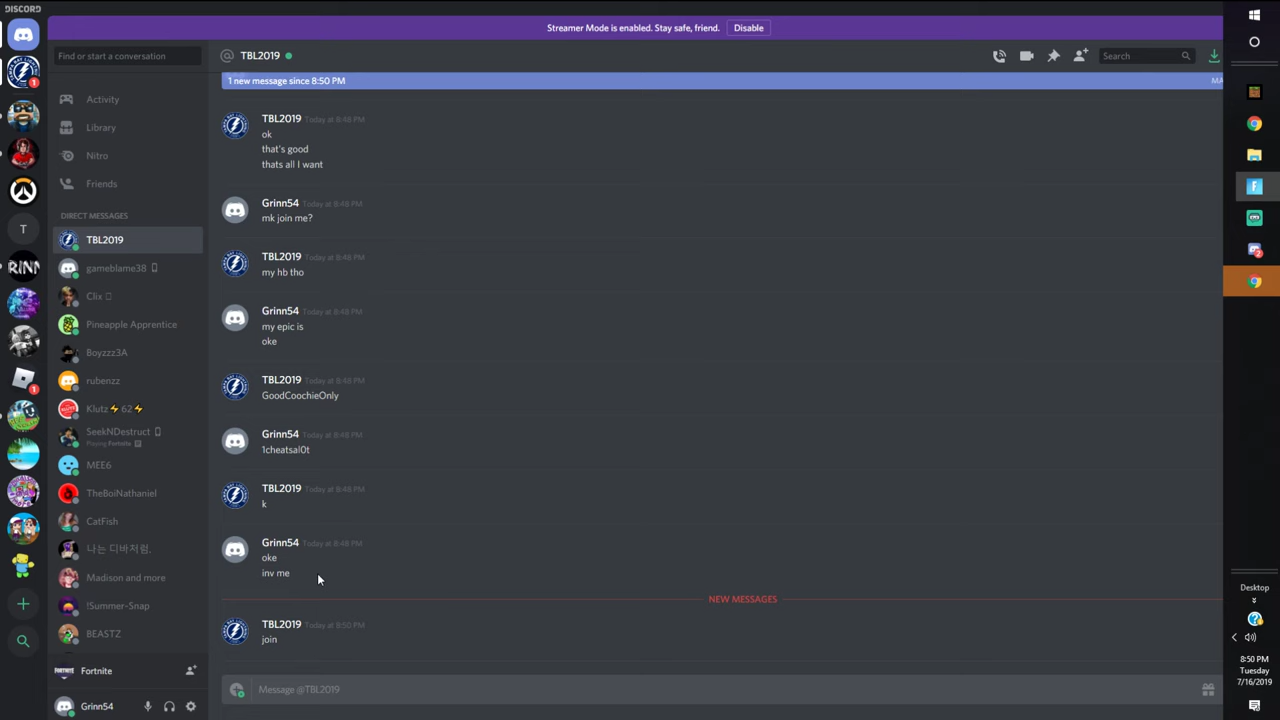 DISCORD
Streamer Mode is enabled. Stay safe, friend. Disable
Find or start a conversation
@ TBL2019
Search
1 new message since 8:50 PM
MA
Activity
Library
Nitro
Friends
DIRECT MESSAGES
TBL2019
gameblame38
Clix
Pineapple Apprentice
Boyzzz3A
rubenzz
Klutz ⚡ 62 ⚡
SeekNDestruct
Playing Fortnite
MEE6
TheBoiNathaniel
CatFish
나는 디바처럼.
Madison and more
!Summer-Snap
BEASTZ
Fortnite
Grinn54
TBL2019 Today at 8:48 PM
ok
that's good
thats all I want
Grinn54 Today at 8:48 PM
mk join me?
TBL2019 Today at 8:48 PM
my hb tho
Grinn54 Today at 8:48 PM
my epic is
oke
TBL2019 Today at 8:48 PM
GoodCoochieOnly
Grinn54 Today at 8:48 PM
1cheatsal0t
TBL2019 Today at 8:48 PM
k
Grinn54 Today at 8:48 PM
oke
inv me
NEW MESSAGES
TBL2019 Today at 8:50 PM
join
Message @TBL2019
1
T
RINN
1
F
2
Desktop
8:50 PM
Tuesday
7/16/2019